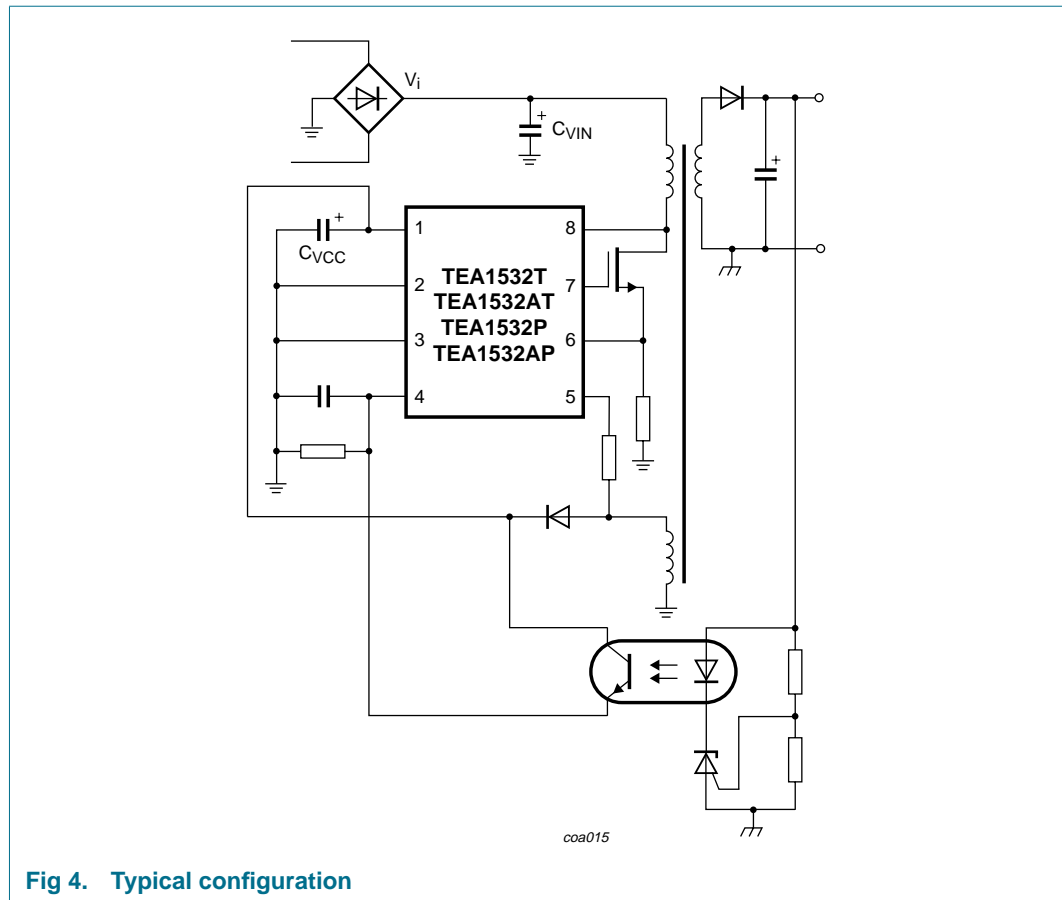 Vi
+
CVIN
+
+
CVCC
1
8
2
7
3
6
4
5
TEA1532T
TEA1532AT
TEA1532P
TEA1532AP
coa015
Fig 4. Typical configuration